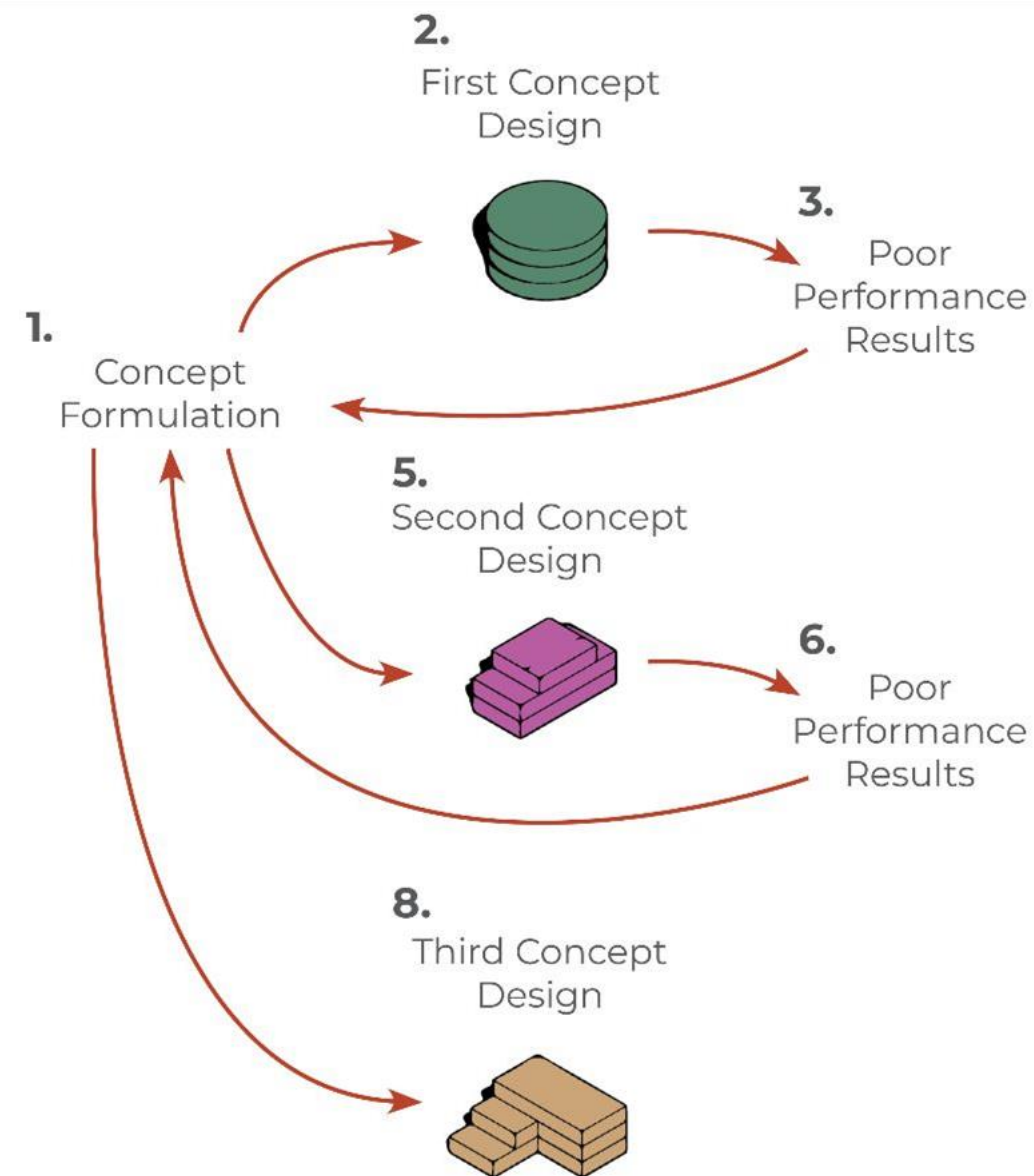 1.
Concept
Formulation
2.
First Concept
Design
3.
Poor
Performance
Results
5.
Second Concept
Design
6.
Poor
Performance
Results
8.
Third Concept
Design